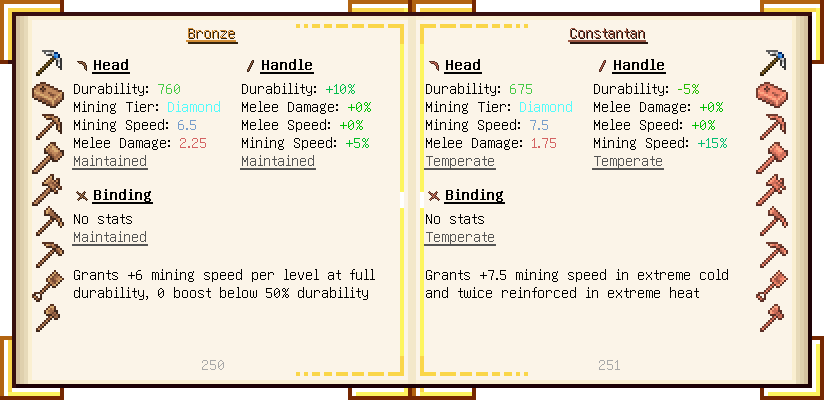 Bronze
Head
Durability: 760
Mining Tier: Diamond
Mining Speed: 6.5
Melee Damage: 2.25
Maintained
Handle
Durability: +10%
Melee Damage: +0%
Melee Speed: +0%
Mining Speed: +5%
Maintained
Binding
No stats
Maintained
Grants +6 mining speed per level at full
durability, 0 boost below 50% durability
250
Constantan
Head
Durability: 675
Mining Tier: Diamond
Mining Speed: 7.5
Melee Damage: 1.75
Temperate
Handle
Durability: -5%
Melee Damage: +0%
Melee Speed: +0%
Mining Speed: +15%
Temperate
Binding
No stats
Temperate
Grants +7.5 mining speed in extreme cold
and twice reinforced in extreme heat
251